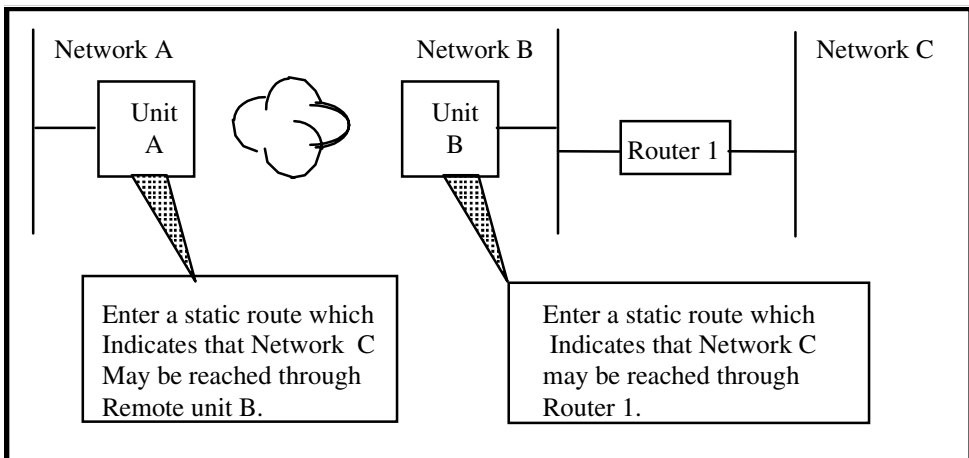 Network A
Network B
Network C
Unit
A
Unit
B
Router 1
Enter a static route which
Indicates that Network C
May be reached through
Remote unit B.
Enter a static route which
Indicates that Network C
may be reached through
Router 1.